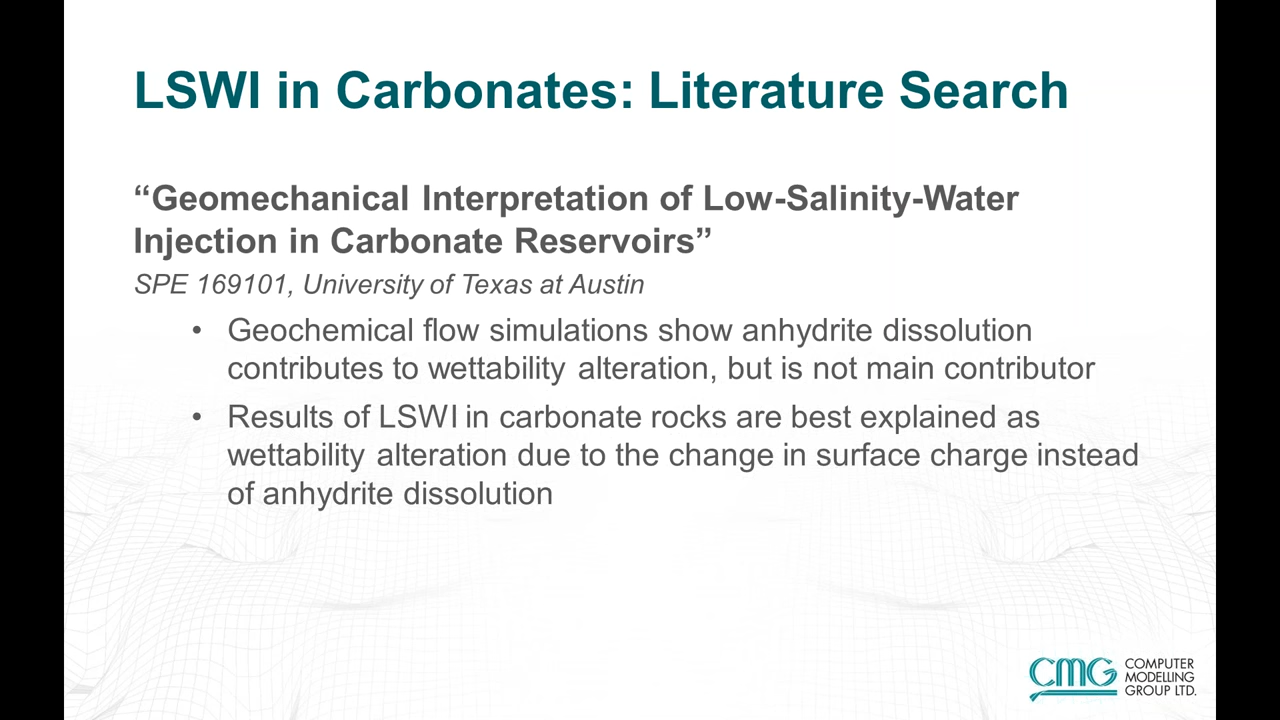 LSWI in Carbonates: Literature Search
“Geomechanical Interpretation of Low-Salinity-Water
Injection in Carbonate Reservoirs”
SPE 169101, University of Texas at Austin
• Geochemical flow simulations show anhydrite dissolution
contributes to wettability alteration, but is not main contributor
• Results of LSWI in carbonate rocks are best explained as
wettability alteration due to the change in surface charge instead
of anhydrite dissolution
CMG
COMPUTER
MODELLING
GROUP LTD.